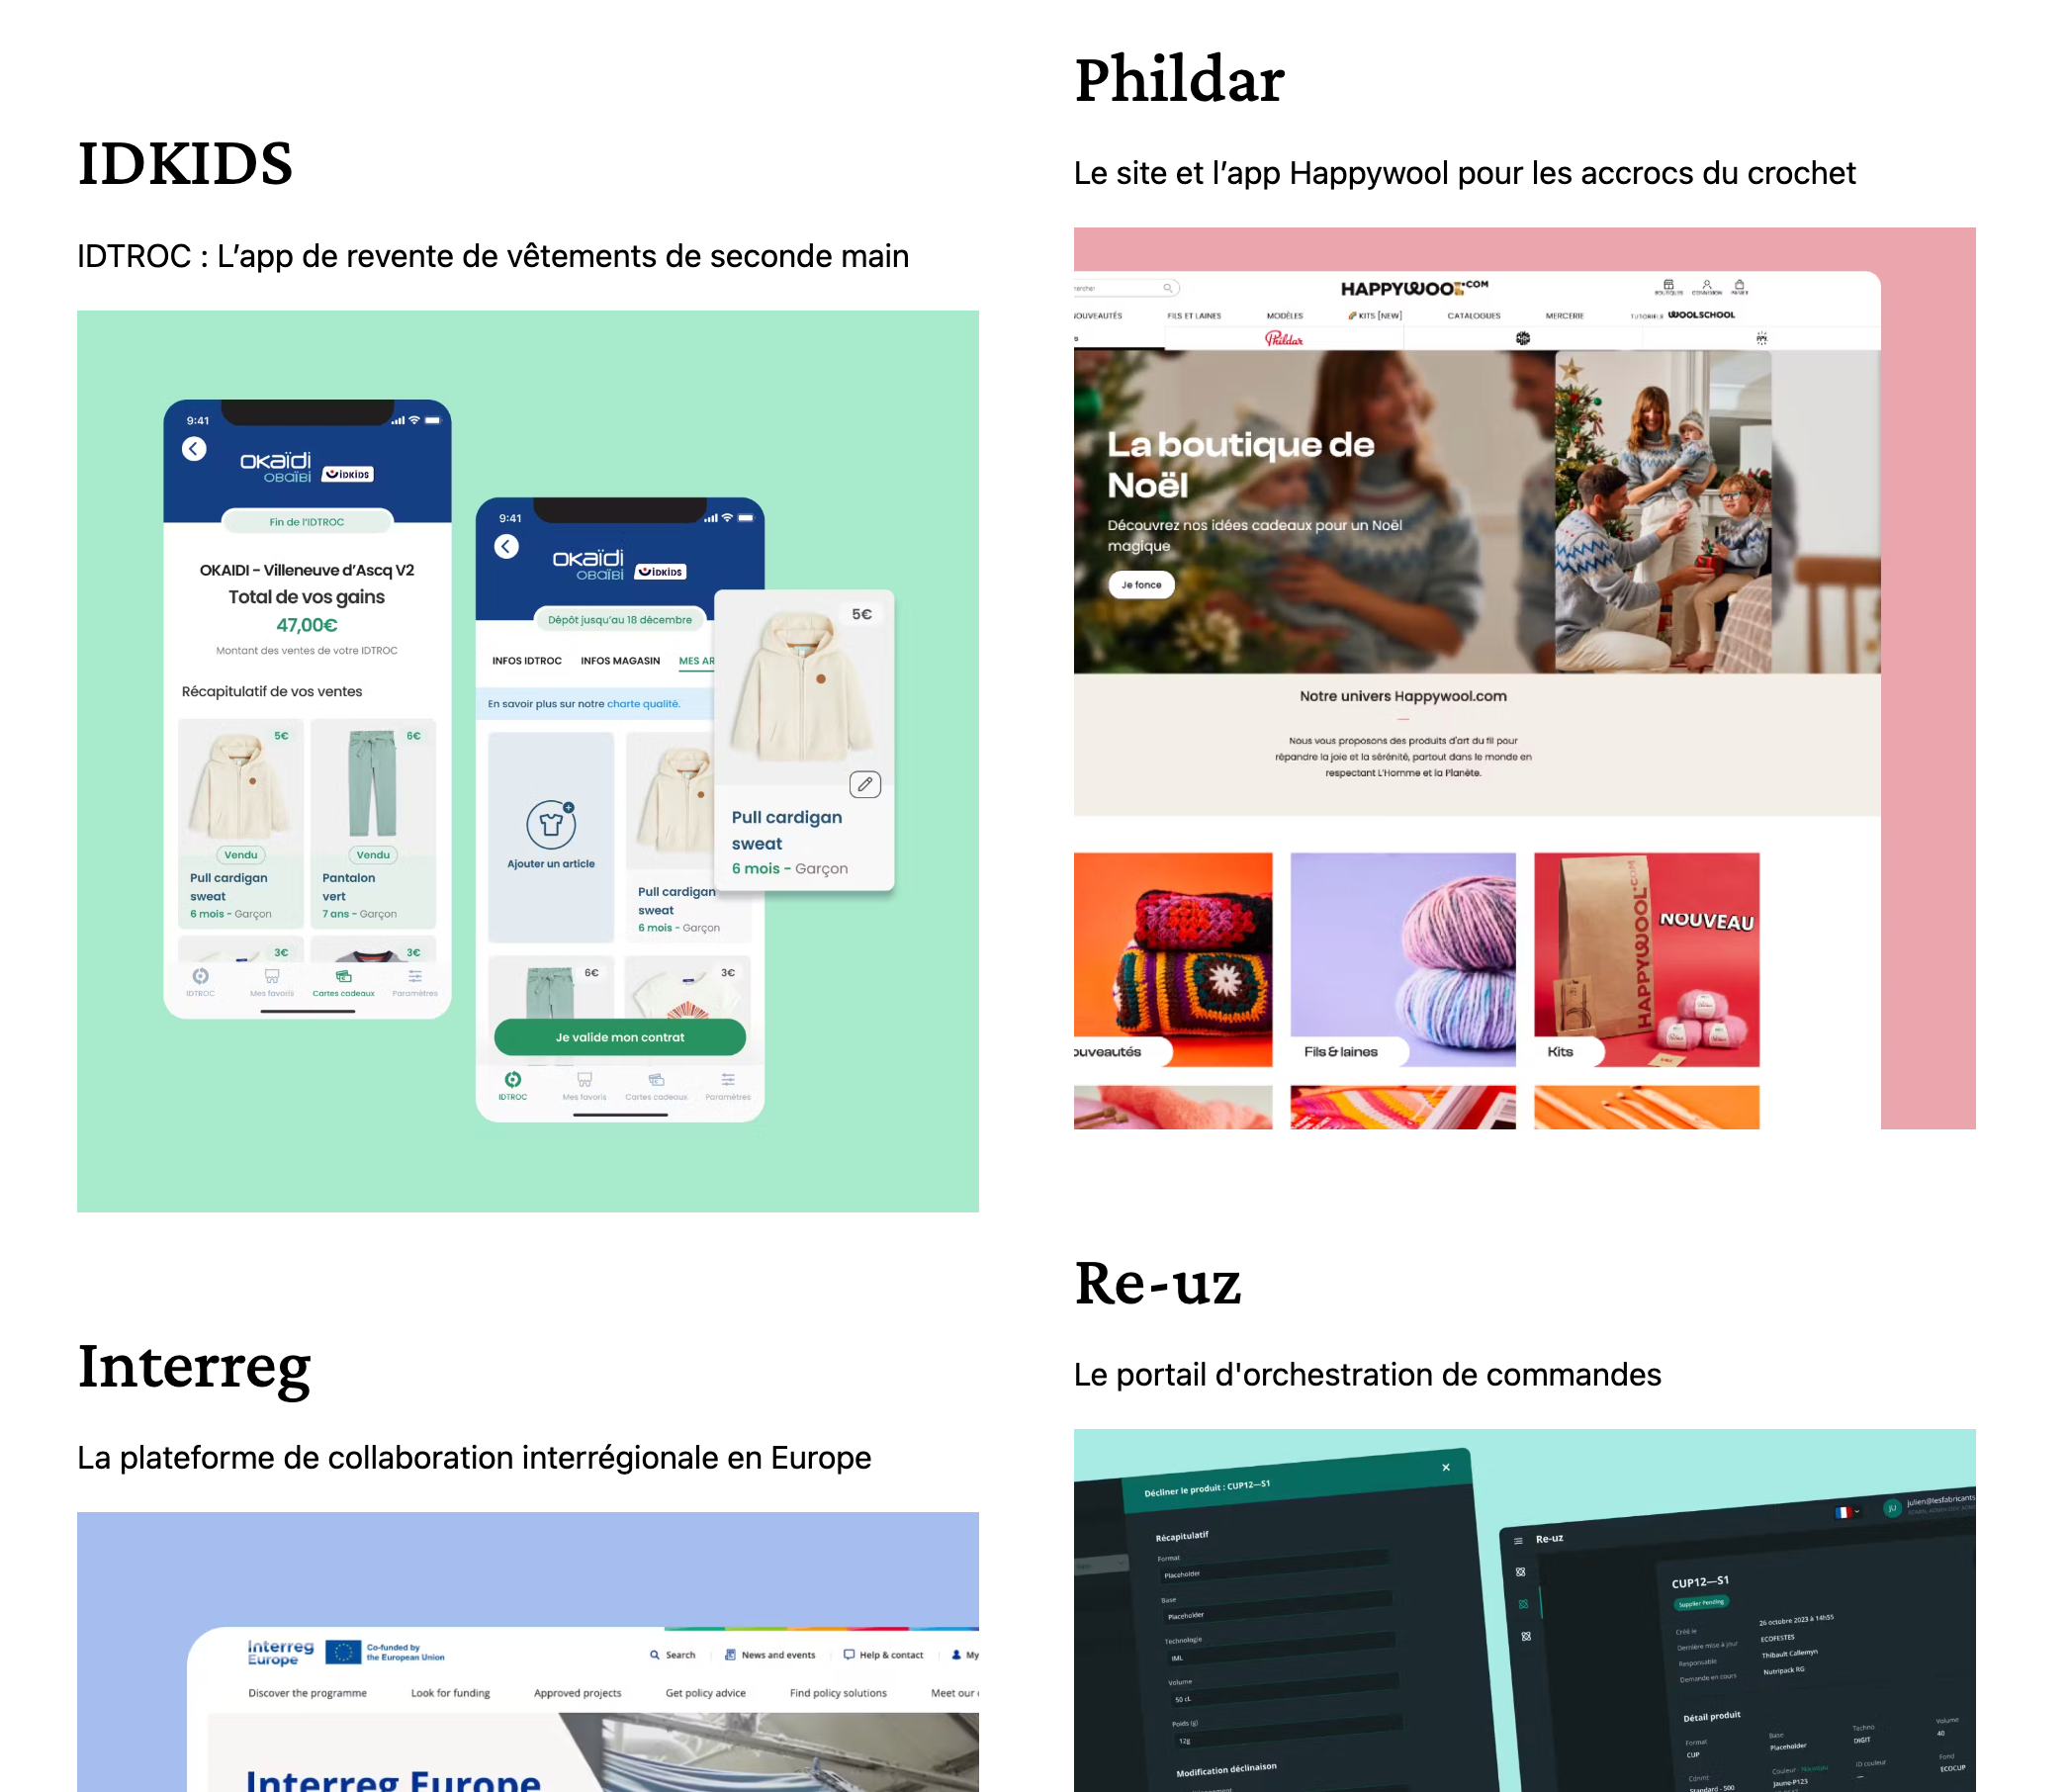 IDKIDS
IDTROC : L’app de revente de vêtements de seconde main
9:41
OKaïdi
OBaïBi
iDKiDS
Fin de l'IDTROC
OKAIDI - Villeneuve d'Ascq V2
Total de vos gains
47,00€
Montant des ventes de votre IDTROC
Récapitulatif de vos ventes
5€
6€
Vendu
Vendu
Pull cardigan
sweat
6 mois - Garçon
Pantalon
vert
7 ans - Garçon
3€
3€
IDTROC
Mes favoris
Cartes cadeaux
Paramètres
9:41
OKaïdi
OBaïBi
iDKiDS
Dépôt jusqu'au 18 décembre
INFOS IDTROC
INFOS MAGASIN
MES AR
En savoir plus sur notre charte qualité.
Ajouter un article
Pull cardigan
sweat
6 mois - Garçon
5€
Pull cardigan
sweat
6 mois - Garçon
6€
3€
Je valide mon contrat
IDTROC
Mes favoris
Cartes cadeaux
Paramètres
Phildar
Le site et l’app Happywool pour les accrocs du crochet
HAPPYWOOL.COM
BOUTIQUES
CONNEXION
PANIER
OUVEAUTÉS
FILS ET LAINES
MODÈLES
KITS [NEW]
CATALOGUES
MERCERIE
TUTORIELS WOOLSCHOOL
Phildar
La boutique de
Noël
Découvrez nos idées cadeaux pour un Noël
magique
Je fonce
Notre univers Happywool.com
Nous vous proposons des produits d'art du fil pour
répandre la joie et la sérénité, partout dans le monde en
respectant L'Homme et la Planète.
ouveautés
Fils & laines
HAPPYWOOL.COM
NOUVEAU
Kits
Interreg
La plateforme de collaboration interrégionale en Europe
Interreg
Europe
Co-funded by
the European Union
Search
News and events
Help & contact
My
Discover the programme
Look for funding
Approved projects
Get policy advice
Find policy solutions
Meet our
Interreg Europe
Re-uz
Le portail d'orchestration de commandes
Décliner le produit : CUP12—S1
Récapitulatif
Format
Placeholder
Base
Placeholder
Technologie
IML
Volume
50 cL
Poids (g)
12g
Modification déclinaison
Re-uz
JU
julien@lesfabricants
CUP12—S1
Supplier Pending
Créé le
26 octobre 2023 à 14h55
Dernière mise à jour
ECOFESTES
Responsable
Thibault Callemyn
Demande en cours
Nutripack RG
Détail produit
Format
CUP
Base
Placeholder
Techno
DIGIT
Volume
40
Cdnmt
Standard - 500
Couleur - Nouveau
Jaune-P123
ID couleur
—
Fond
ECOCUP